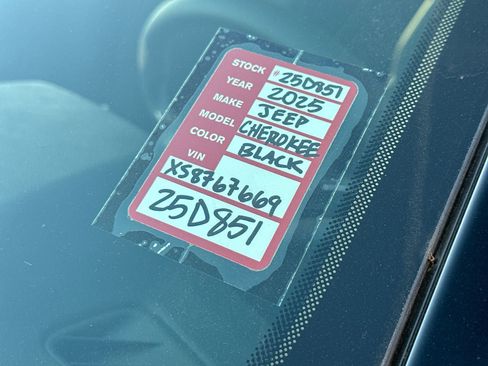 STOCK #25D851
YEAR 2025
MAKE JEEP
MODEL CHEROKEE
COLOR BLACK
VIN XS8767669
25D851